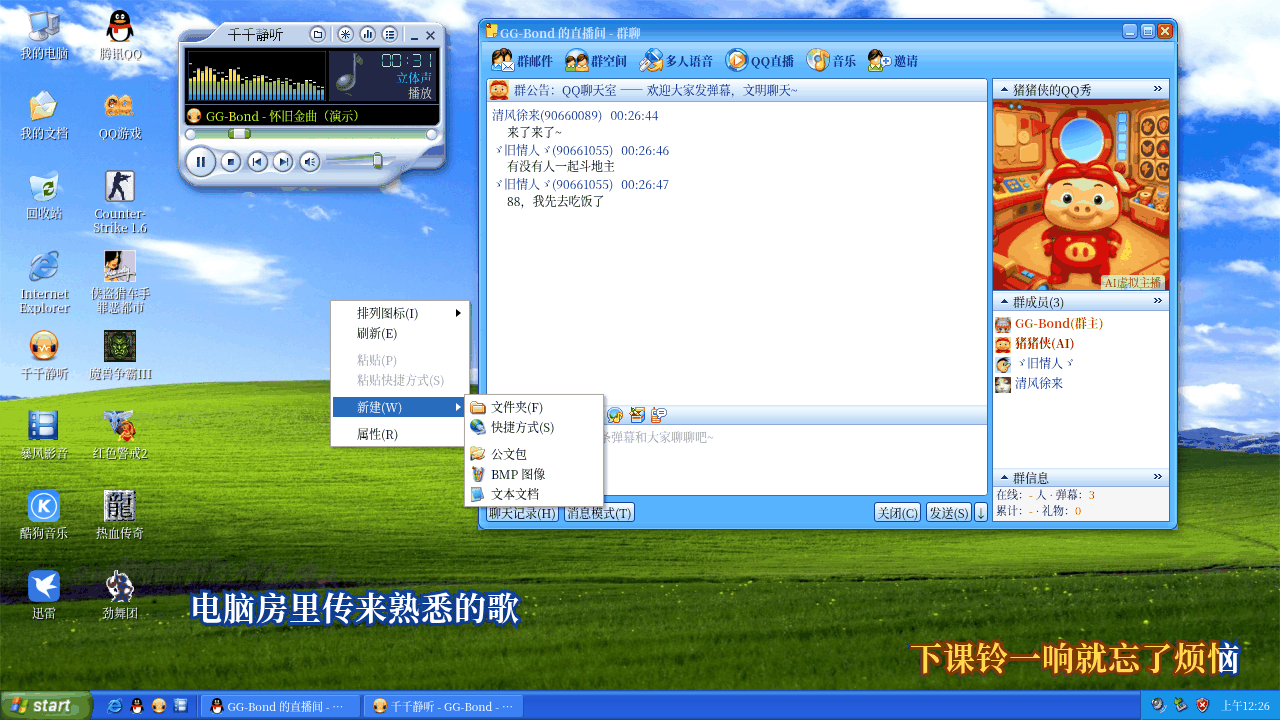 我的电脑
腾讯QQ
我的文档
QQ游戏
回收站
Counter-
Strike 1.6
Internet
Explorer
侠盗猎车手
罪恶都市
千千静听
魔兽争霸III
暴风影音
红色警戒2
酷狗音乐
热血传奇
迅雷
劲舞团
千千静听
00:31
立体声
播放
GG-Bond - 怀旧金曲（演示）
GG-Bond 的直播间 - 群聊
群邮件
群空间
多人语音
QQ直播
音乐
邀请
群公告: QQ聊天室 —— 欢迎大家发弹幕，文明聊天~
清风徐来(90660089) 00:26:44
来了来了~
ゞ旧情人ゞ(90661055) 00:26:46
有没有人一起斗地主
ゞ旧情人ゞ(90661055) 00:26:47
88，我先去吃饭了
条弹幕和大家聊聊吧~
聊天记录(H)
消息模式(T)
关闭(C)
发送(S)
↓
猪猪侠的QQ秀
AI虚拟主播
群成员(3)
GG-Bond(群主)
猪猪侠(AI)
ゞ旧情人ゞ
清风徐来
群信息
在线: - 人 · 弹幕: 3
累计: - · 礼物: 0
排列图标(I)
刷新(E)
粘贴(P)
粘贴快捷方式(S)
新建(W)
属性(R)
文件夹(F)
快捷方式(S)
公文包
BMP 图像
文本文档
电脑房里传来熟悉的歌
下课铃一响就忘了烦恼
start
GG-Bond 的直播间 - ···
千千静听 - GG-Bond - ···
上午12:26